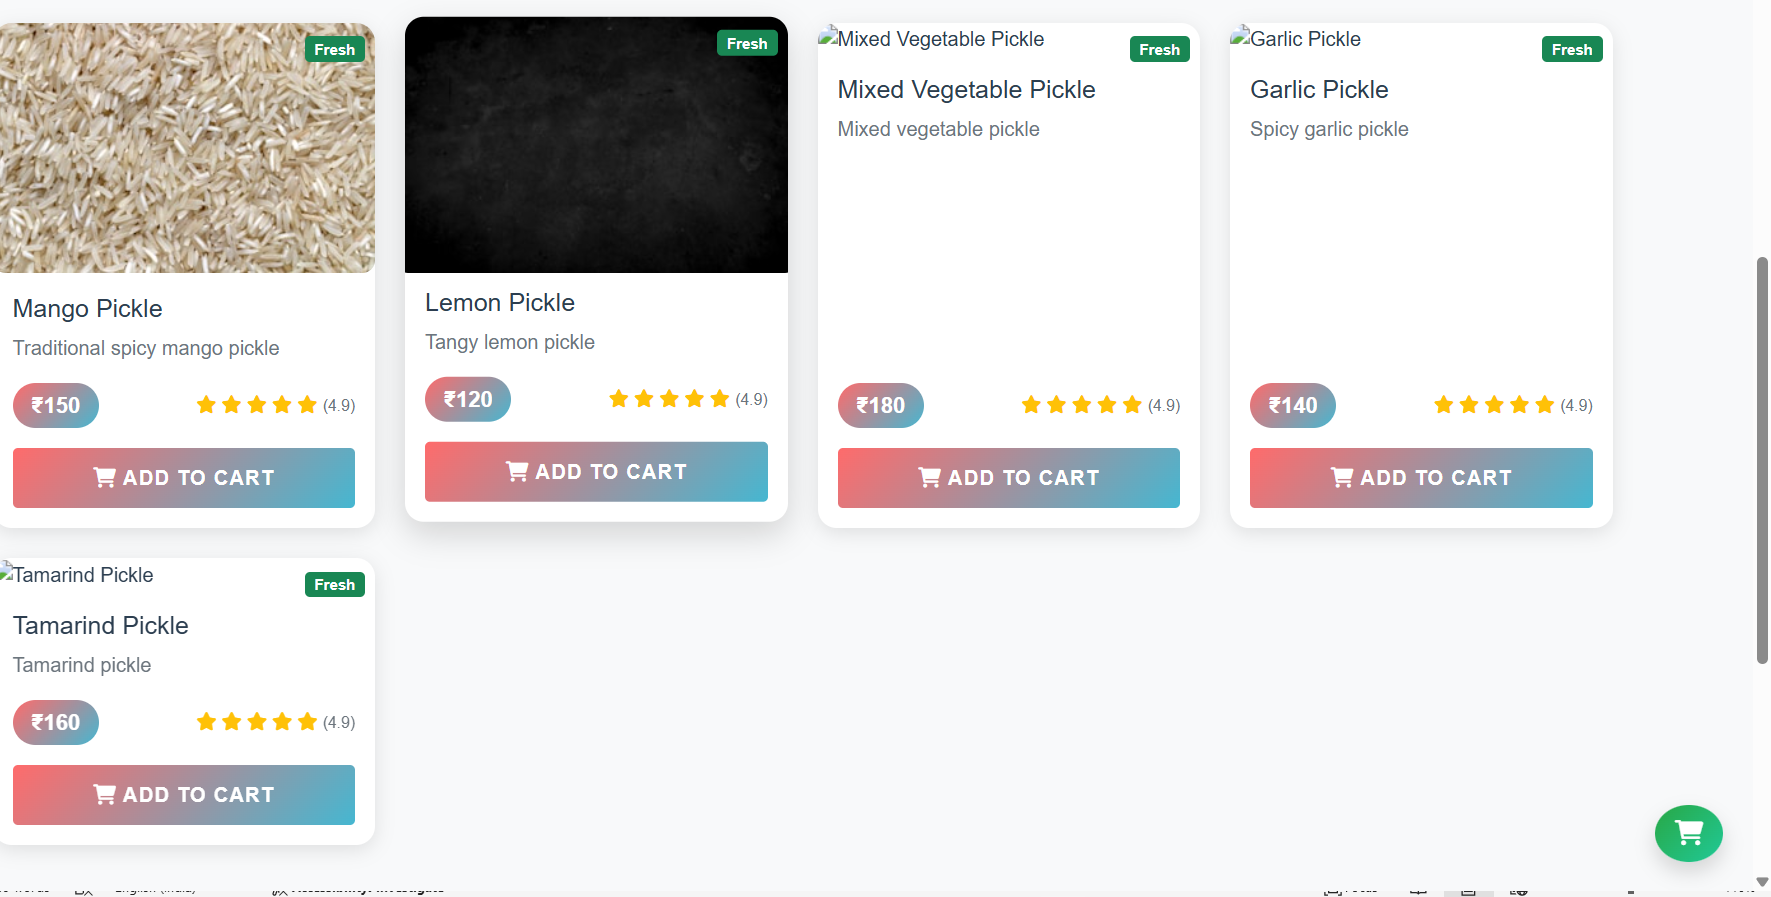 Fresh
Mango Pickle
Traditional spicy mango pickle
₹150
(4.9)
ADD TO CART
Fresh
Lemon Pickle
Tangy lemon pickle
₹120
(4.9)
ADD TO CART
Mixed Vegetable Pickle
Fresh
Mixed Vegetable Pickle
Mixed vegetable pickle
₹180
(4.9)
ADD TO CART
Garlic Pickle
Fresh
Garlic Pickle
Spicy garlic pickle
₹140
(4.9)
ADD TO CART
Tamarind Pickle
Fresh
Tamarind Pickle
Tamarind pickle
₹160
(4.9)
ADD TO CART